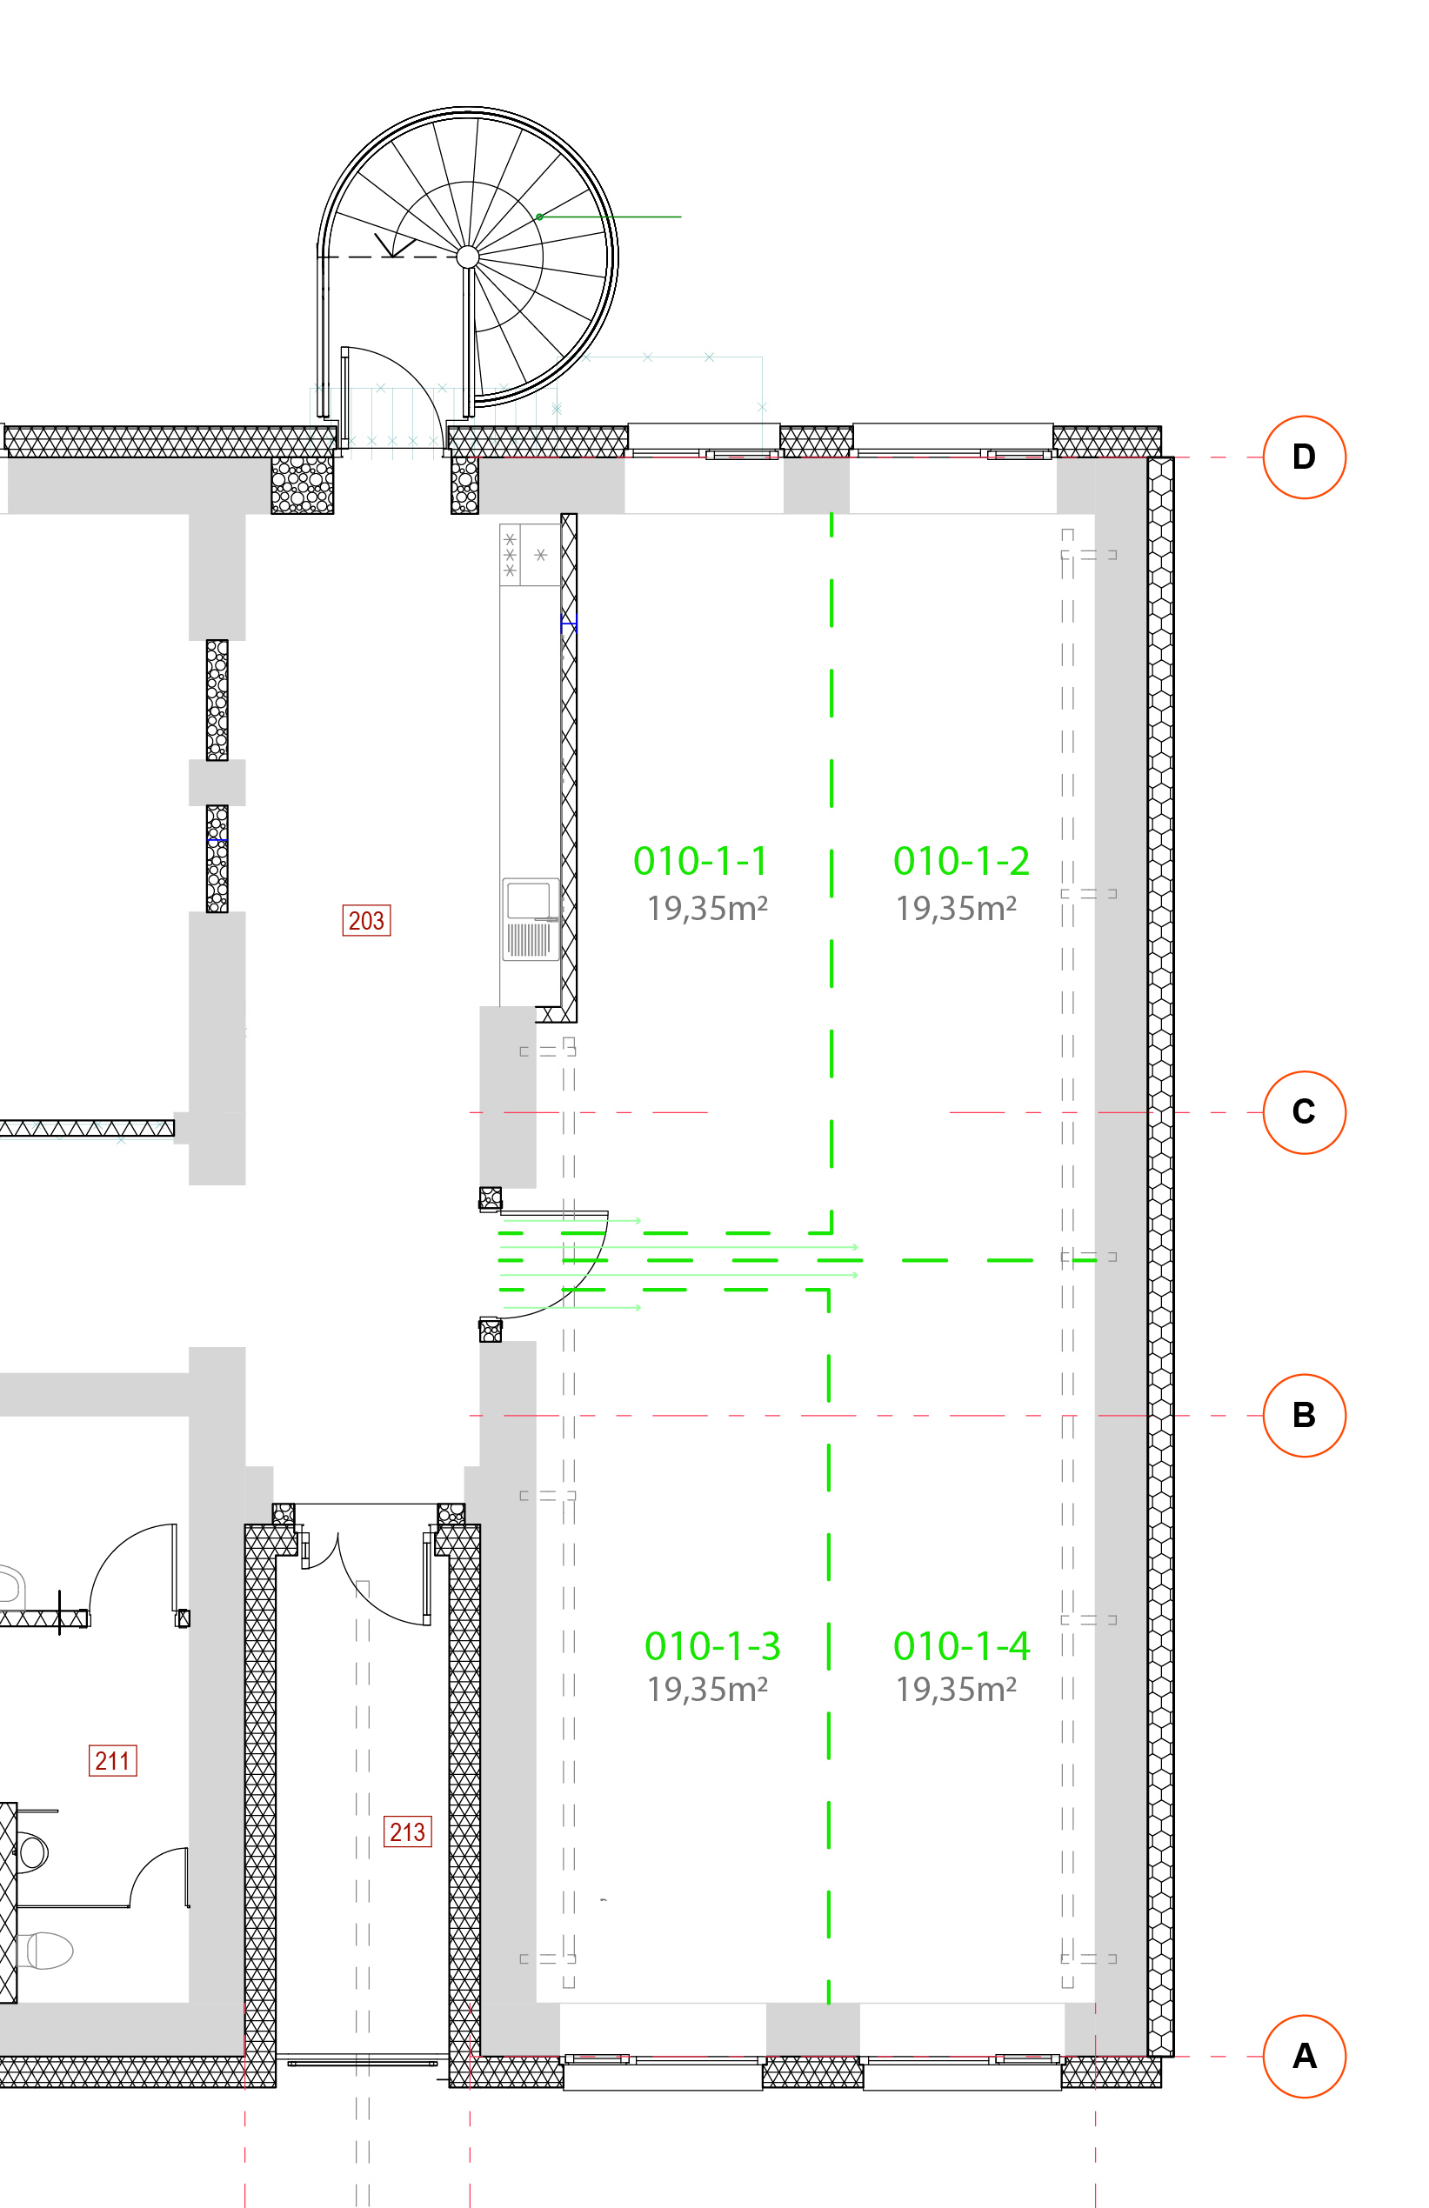 D
010-1-1
19,35m²
010-1-2
19,35m²
203
C
B
010-1-3
19,35m²
010-1-4
19,35m²
211
213
A